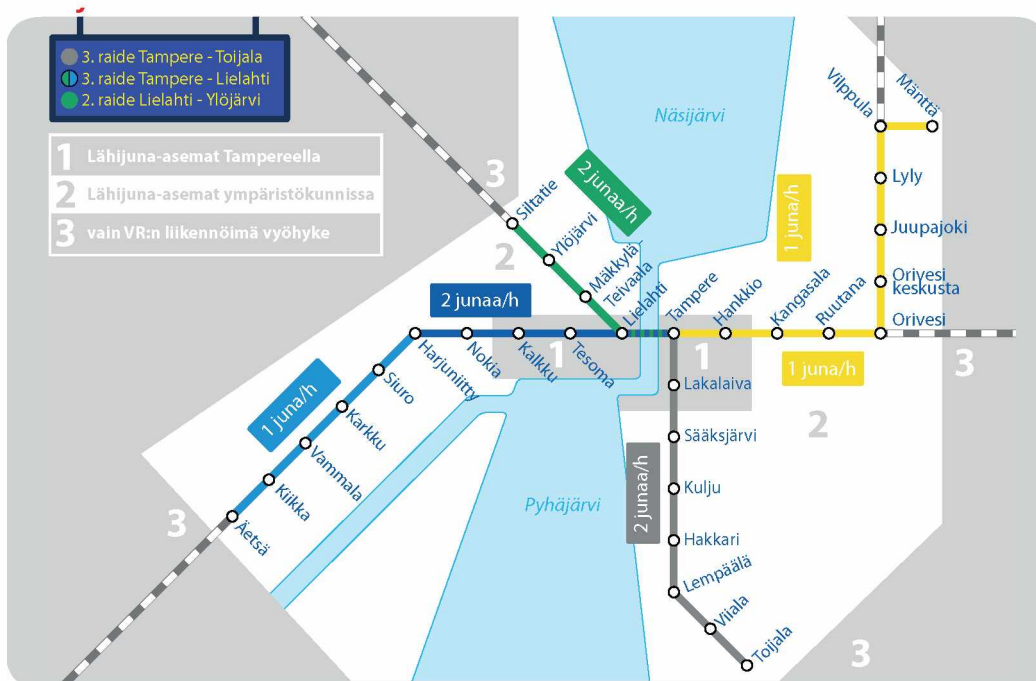 3. raide Tampere - Toijala
3. raide Tampere - Lielahti
2. raide Lielahti - Ylöjärvi
1 Lähijuna-asemat Tampereella
2 Lähijuna-asemat ympäristökunnissa
3 vain VR:n liikennöimä vyöhyke
Näsijärvi
Vilppula
Mänttä
Lyly
Juupajoki
Orivesi
keskusta
Orivesi
1 juna/h
3
Siltatie
Ylöjärvi
Mäkkylä
Teivaala
Lielahti
2 junaa/h
2
Tampere
Hankkio
Kangasala
Ruutana
1 juna/h
3
2 junaa/h
1
1
Harjuniitty
Nokia
Kalkku
Tesoma
1 juna/h
Siuro
Karkku
Vammala
Kiikka
Äetsä
3
Lakalaiva
2
Sääksjärvi
2 junaa/h
Kulju
Pyhäjärvi
Hakkari
Lempäälä
Viiala
Toijala
3